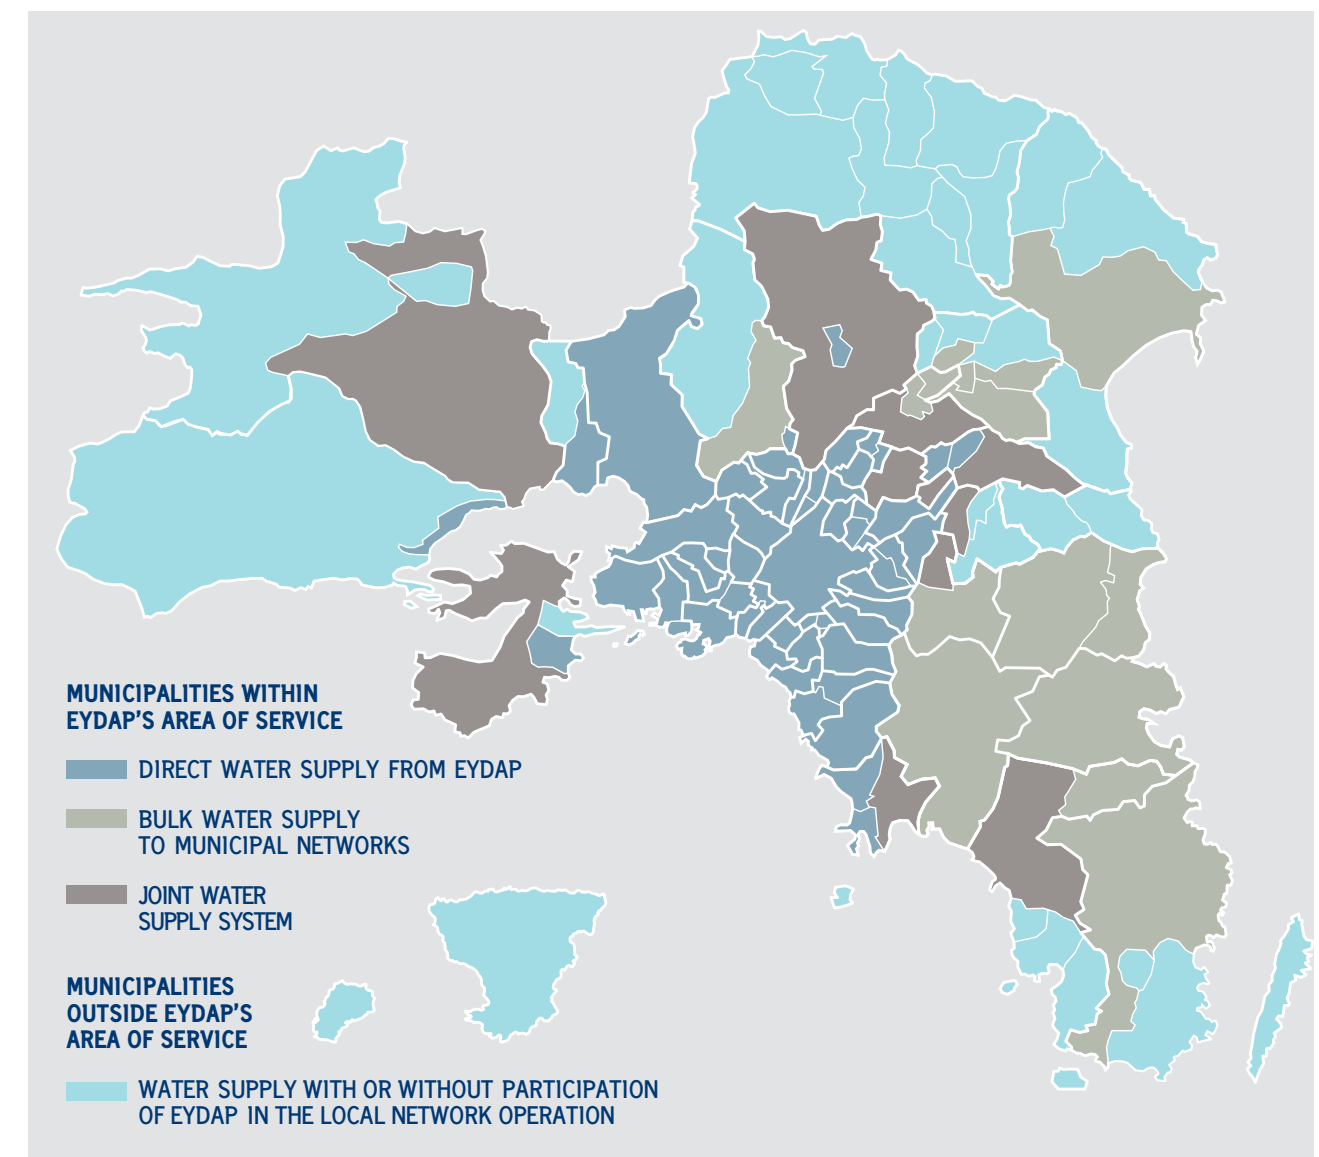 MUNICIPALITIES WITHIN
EYDAP'S AREA OF SERVICE
DIRECT WATER SUPPLY FROM EYDAP
BULK WATER SUPPLY
TO MUNICIPAL NETWORKS
JOINT WATER
SUPPLY SYSTEM
MUNICIPALITIES
OUTSIDE EYDAP'S
AREA OF SERVICE
WATER SUPPLY WITH OR WITHOUT PARTICIPATION
OF EYDAP IN THE LOCAL NETWORK OPERATION